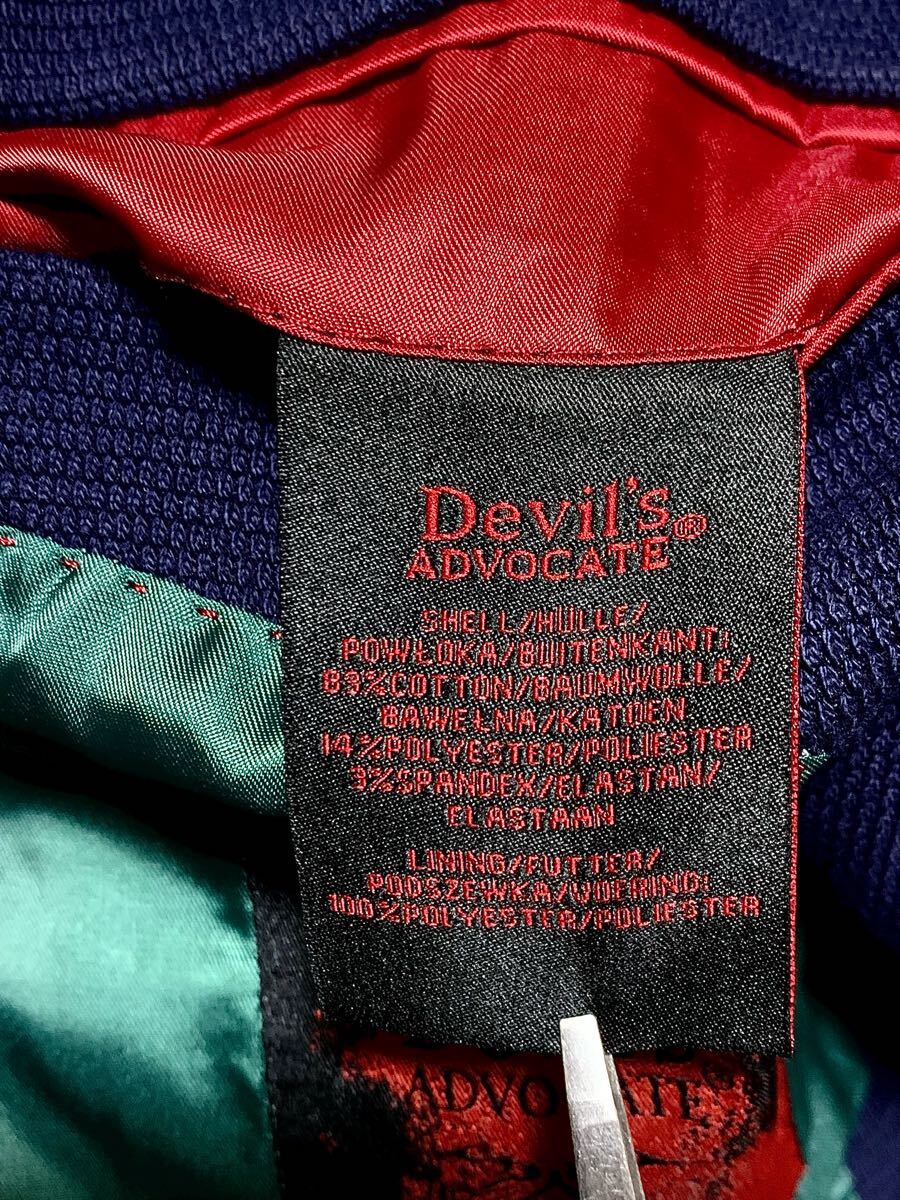 Devil's®
ADVOCATE
SHELL/HÜLLE/
POWŁOKA/BUITENKANT:
83%COTTON/BAUMWOLLE/
BAWEŁNA/KATOEN
14%POLYESTER/POLIESTER
3%SPANDEX/ELASTAN/
ELASTAAN
LINING/FUTTER/
PODSZEWKA/VOERING:
100%POLYESTER/POLIESTER
ADVOCATE